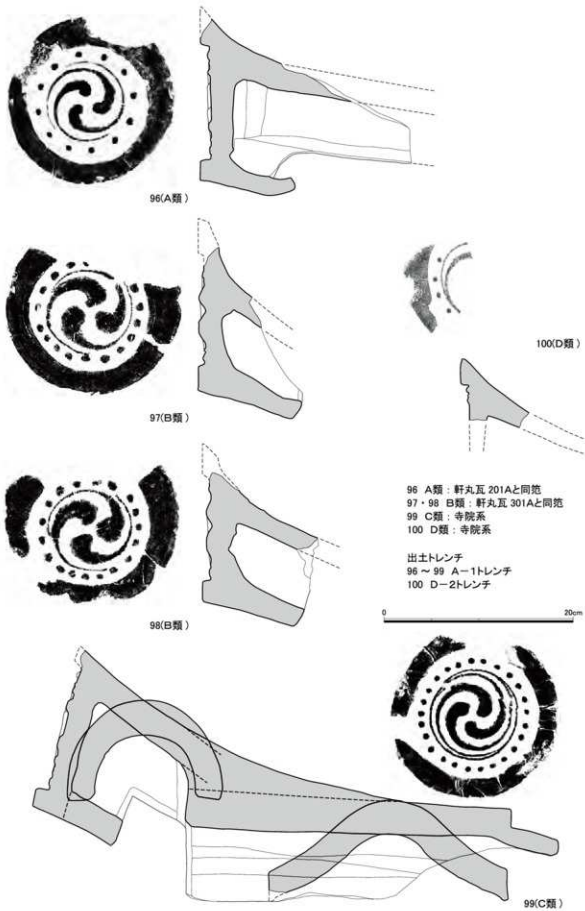 96(A類)
97(B類)
100(D類)
96 A類：軒丸瓦 201Aと同笵
97・98 B類：軒丸瓦 301Aと同笵
99 C類：寺院系
100 D類：寺院系
出土トレンチ
96 ～ 99 A－1トレンチ
100 D－2トレンチ
0 20cm
98(B類)
99(C類)